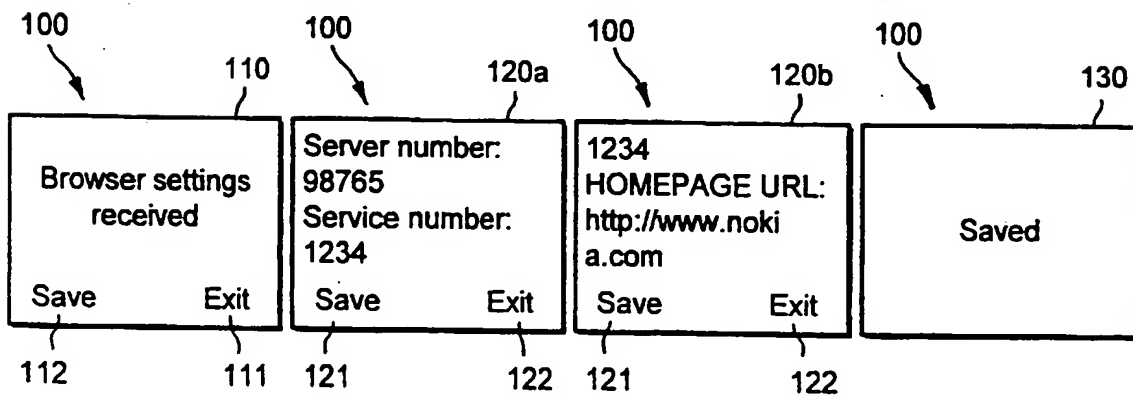 100
100
100
100
110
120a
120b
130
Browser settings
received
Save Exit
Server number:
98765
Service number:
1234
Save Exit
1234
HOMEPAGE URL:
http://www.noki
a.com
Save Exit
Saved
112
111
121
122
121
122